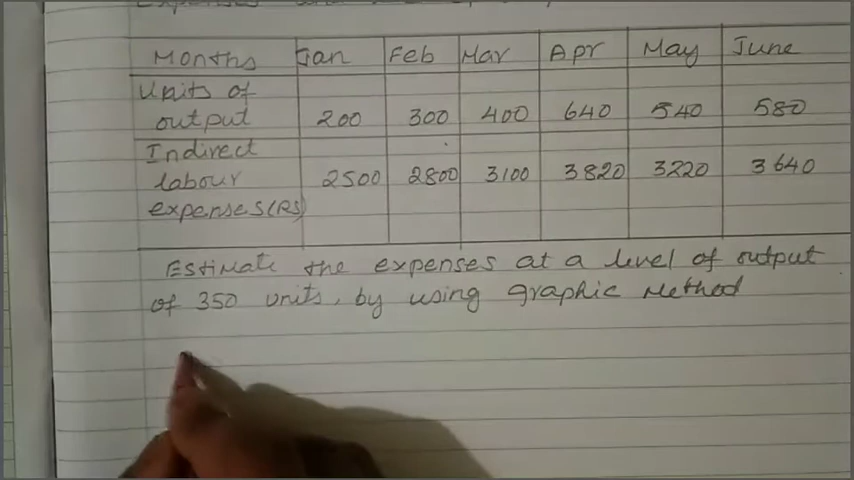 Months Jan Feb Mar Apr May June
Units of
output 200 300 400 640 540 580
Indirect
labour 2500 2800 3100 3820 3220 3640
expenses(Rs)
Estimate the expenses at a level of output
of 350 units, by using graphic Method